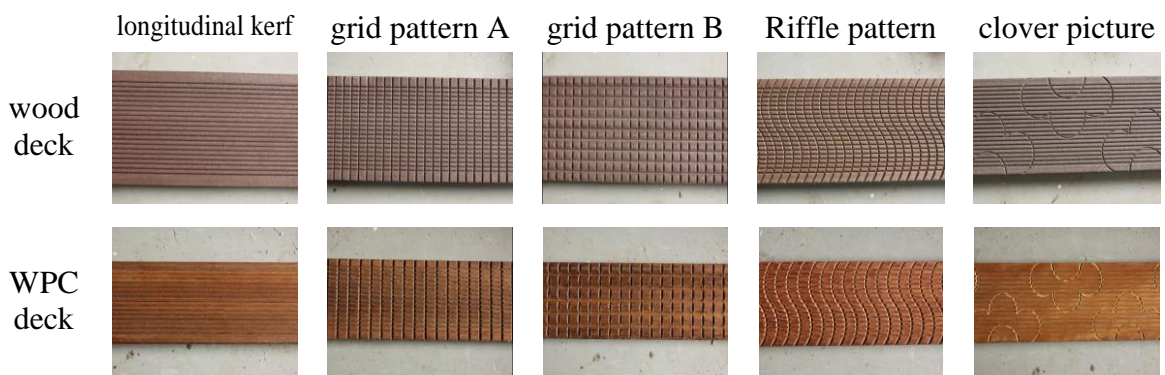 longitudinal kerf
grid pattern A
grid pattern B
Riffle pattern
clover picture
wood
deck
WPC
deck